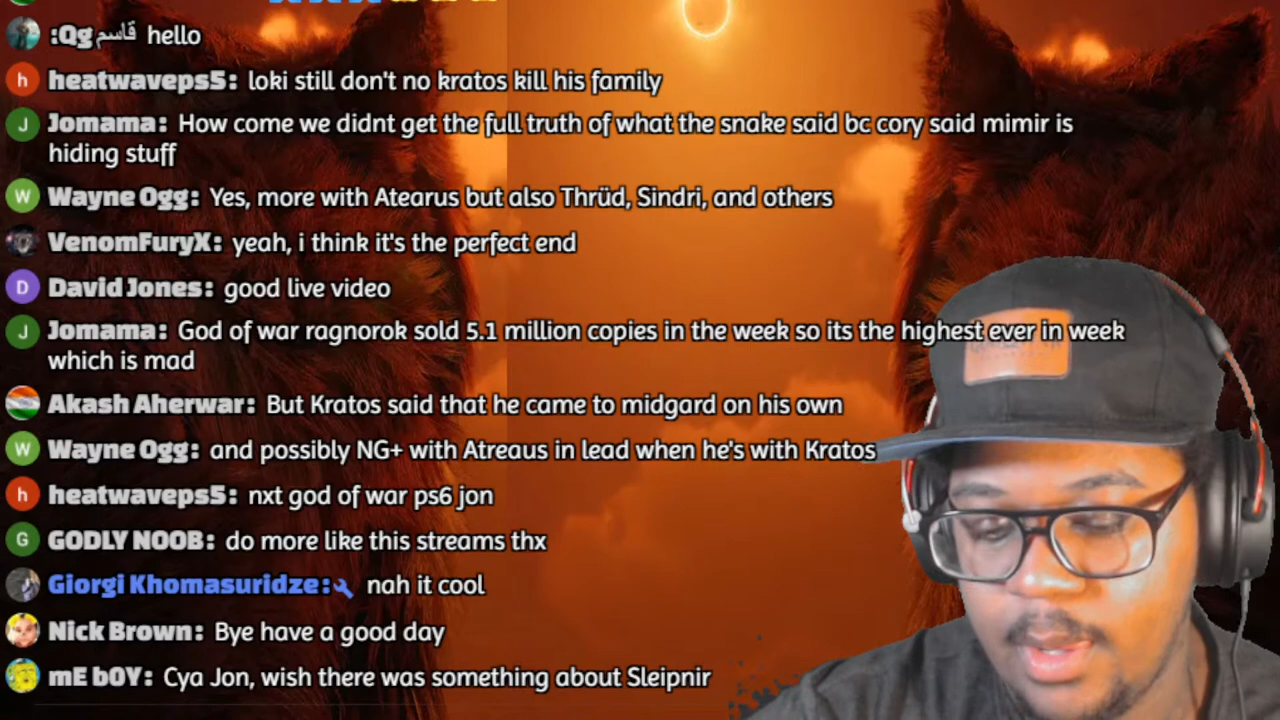 :Qg قاسم hello
heatwaveps5: loki still don't no kratos kill his family
Jomama: How come we didnt get the full truth of what the snake said bc cory said mimir is
hiding stuff
Wayne Ogg: Yes, more with Atearus but also Thrüd, Sindri, and others
VenomFuryX: yeah, i think it's the perfect end
David Jones: good live video
Jomama: God of war ragnorok sold 5.1 million copies in the week so its the highest ever in week
which is mad
Akash Aherwar: But Kratos said that he came to midgard on his own
Wayne Ogg: and possibly NG+ with Atreaus in lead when he's with Kratos
heatwaveps5: nxt god of war ps6 jon
GODLY NOOB: do more like this streams thx
Giorgi Khomasuridze: nah it cool
Nick Brown: Bye have a good day
mE bOY: Cya Jon, wish there was something about Sleipnir